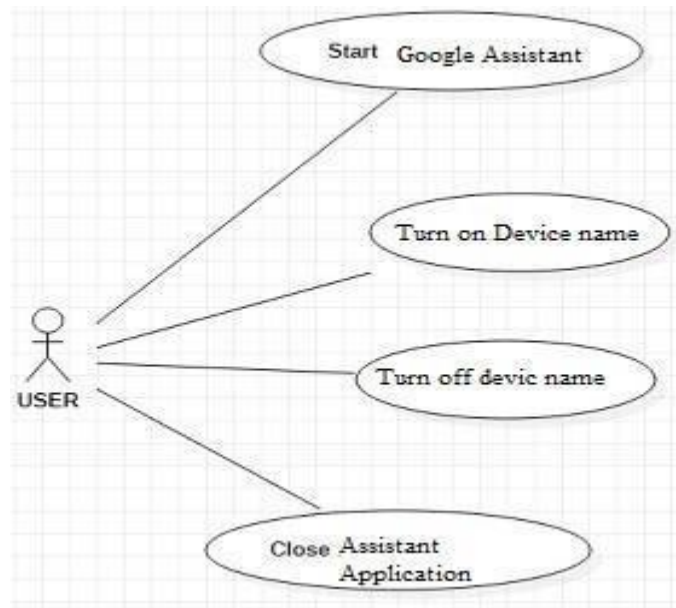 Start Google Assistant
Turn on Device name
Turn off devic name
USER
Close Assistant
Application